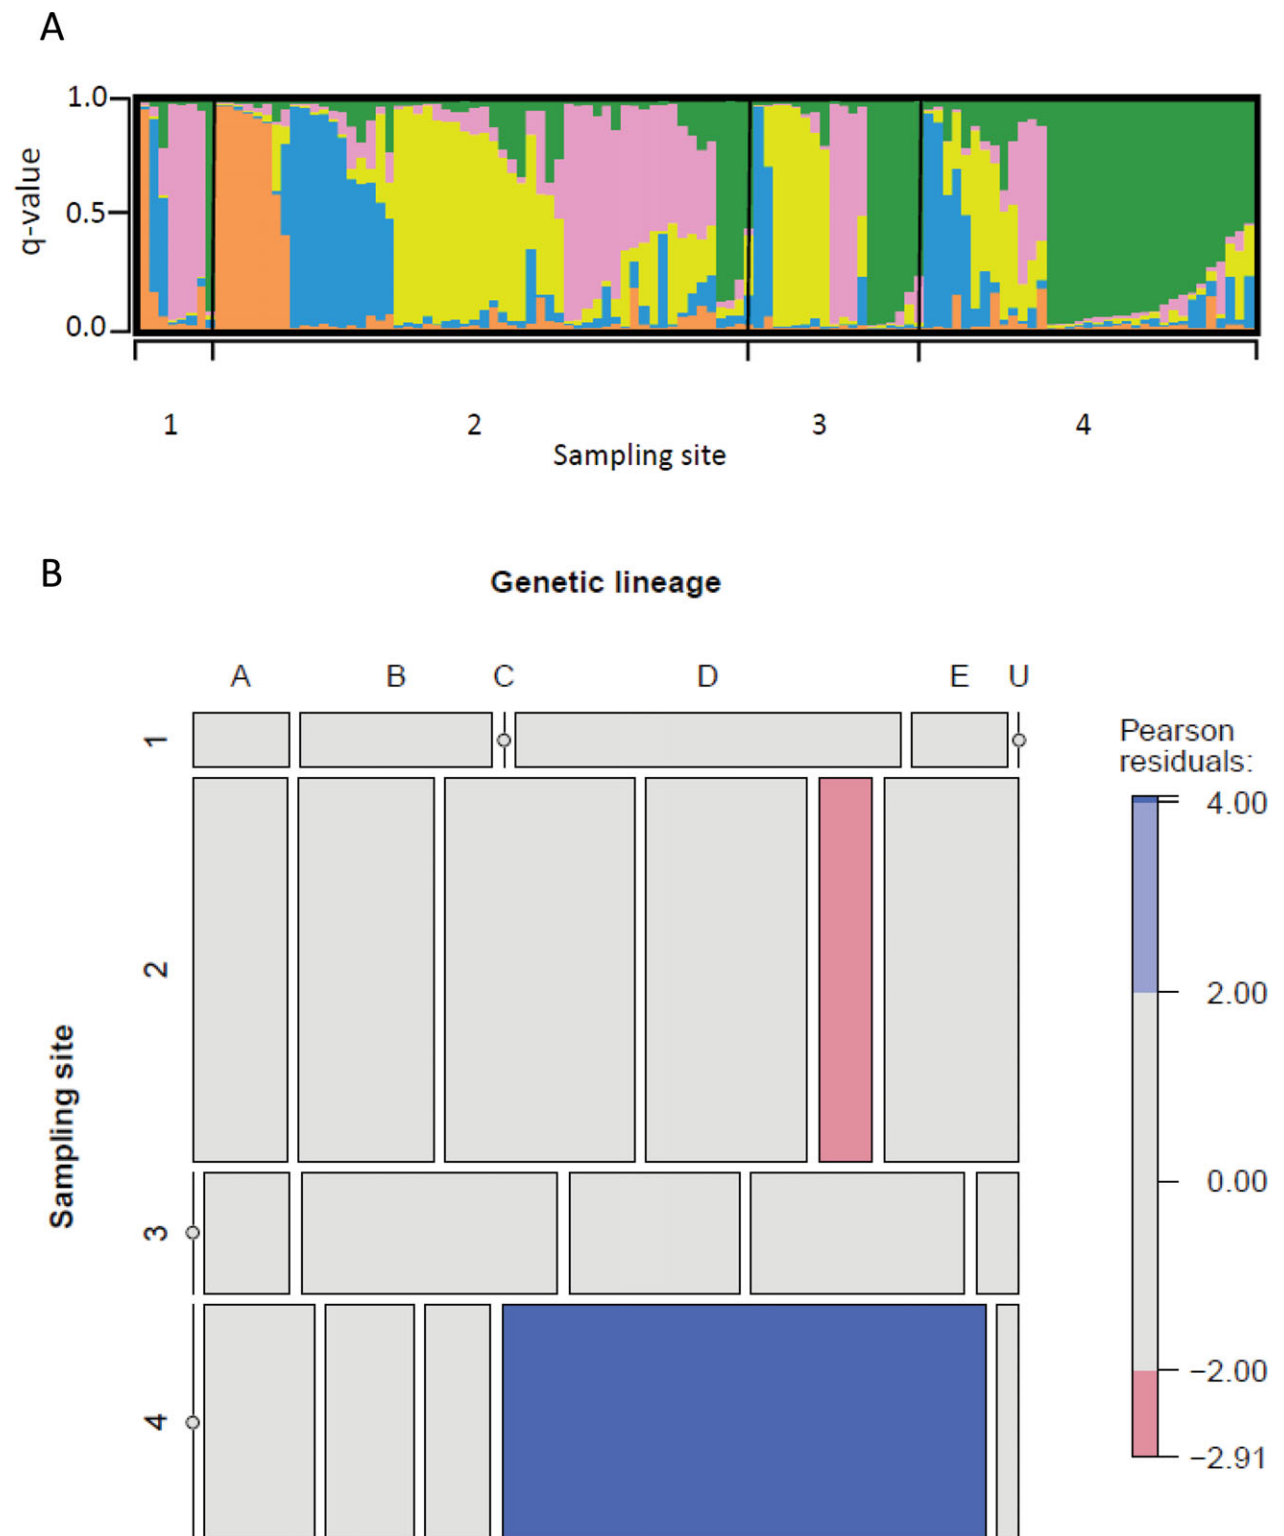 A
1.0
0.5
0.0
q-value
1 2 3 4
Sampling site
B
Genetic lineage
A B C D E U
1
2
3
4
Sampling site
Pearson
residuals:
4.00
2.00
0.00
−2.00
−2.91